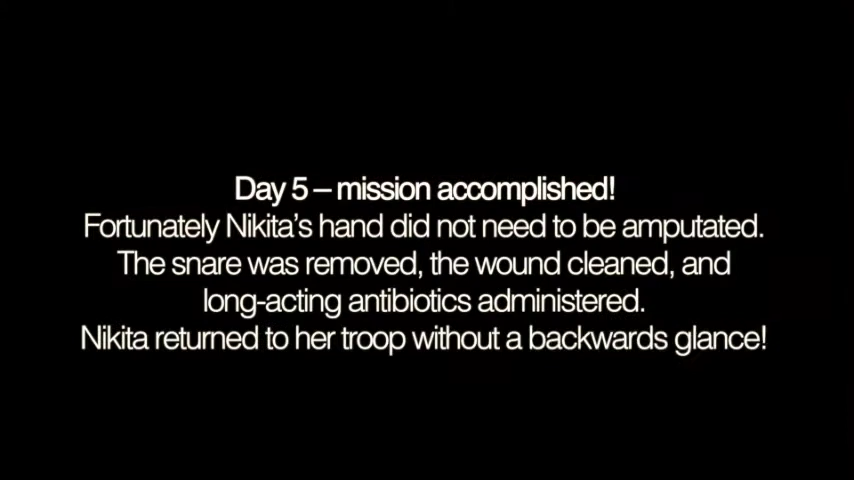 Day 5 – mission accomplished!
Fortunately Nikita’s hand did not need to be amputated.
The snare was removed, the wound cleaned, and
long-acting antibiotics administered.
Nikita returned to her troop without a backwards glance!